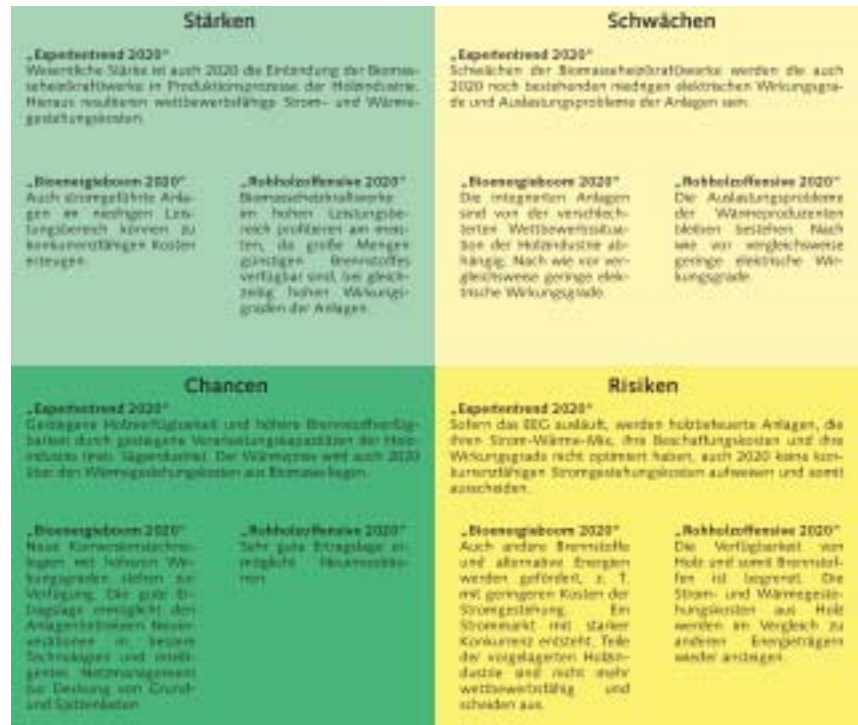 Stärken
„Expertentrend 2020"
Wesentliche Stärke ist auch 2020 die Einbindung der Biomas-
seheizkraftwerke in Produktionsprozesse der Holzindustrie.
Hieraus resultieren wettbewerbsfähige Strom- und Wärme-
gestehungskosten.
„Bioenergieboom 2020"
Auch stromgeführte Anla-
gen im niedrigen Leis-
tungsbereich können zu
konkurrenzfähigen Kosten
erzeugen.
„Rohholzoffensive 2020"
Biomasseheizkraftwerke
im hohen Leistungsbe-
reich profitieren am meis-
ten, da große Mengen
günstigen Brennstoffes
verfügbar sind, bei gleich-
zeitig hohen Wirkungs-
graden der Anlagen.
Schwächen
„Expertentrend 2020"
Schwächen der Biomasseheizkraftwerke werden die auch
2020 noch bestehenden niedrigen elektrischen Wirkungsgra-
de und Auslastungsprobleme der Anlagen sein.
„Bioenergieboom 2020"
Die integrierten Anlagen
sind von der verschlech-
terten Wettbewerbssitua-
tion der Holzindustrie ab-
hängig. Nach wie vor ver-
gleichsweise geringe elek-
trische Wirkungsgrade.
„Rohholzoffensive 2020"
Die Auslastungsprobleme
der Wärmeproduzenten
bleiben bestehen. Nach
wie vor vergleichsweise
geringe elektrische Wir-
kungsgrade.
Chancen
„Expertentrend 2020"
Gestiegene Holzverfügbarkeit und höhere Brennstoffverfüg-
barkeit durch gestiegene Verarbeitungskapazitäten der Holz-
industrie (insb. Sägeindustrie). Der Wärmepreis wird auch 2020
über den Wärmegestehungskosten aus Biomasse liegen.
„Bioenergieboom 2020"
Neue Konversionstechno-
logien mit höheren Wir-
kungsgraden stehen zur
Verfügung. Die gute Er-
tragslage ermöglicht den
Anlagenbetreibern Neuin-
vestitionen in bessere
Technologien und intelli-
gentes Netzmanagement
zur Deckung von Grund-
und Spitzenlasten.
„Rohholzoffensive 2020"
Sehr gute Ertragslage er-
möglicht Neuinvestitio-
nen.
Risiken
„Expertentrend 2020"
Sofern das EEG ausläuft, werden holzbefeuerte Anlagen, die
ihren Strom-Wärme-Mix, ihre Beschaffungskosten und ihre
Wirkungsgrade nicht optimiert haben, auch 2020 keine kon-
kurrenzfähigen Stromgestehungskosten aufweisen und somit
ausscheiden.
„Bioenergieboom 2020"
Auch andere Brennstoffe
und alternative Energien
werden gefördert, z. T.
mit geringeren Kosten der
Stromgestehung. Ein
Strommarkt mit starker
Konkurrenz entsteht. Teile
der vorgelagerten Holzin-
dustrie sind nicht mehr
wettbewerbsfähig und
scheiden aus.
„Rohholzoffensive 2020"
Die Verfügbarkeit von
Holz und somit Brennstof-
fen ist begrenzt. Die
Strom- und Wärmegeste-
hungskosten aus Holz
werden im Vergleich zu
anderen Energieträgern
wieder ansteigen.